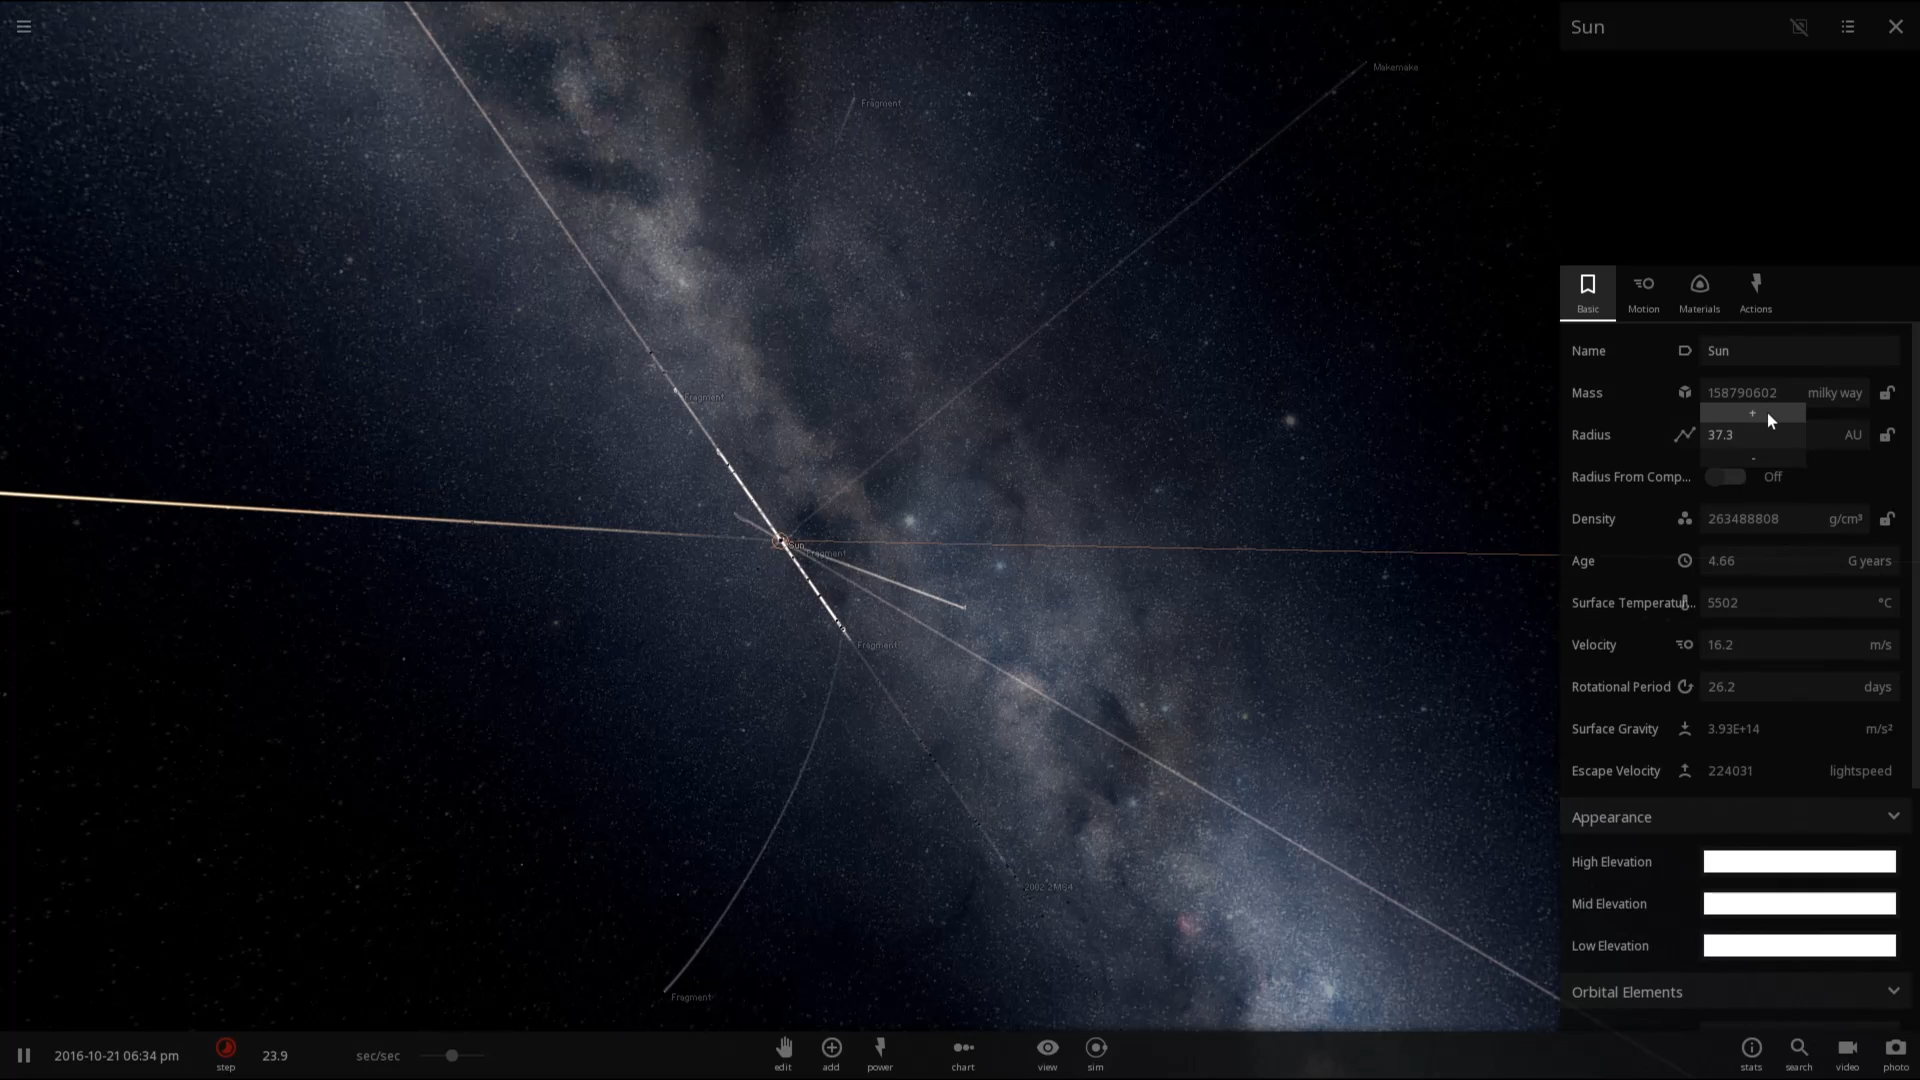 Sun
Makemake
Fragment
Fragment
Sun
Fragment
Fragment
2002 2MS4
Fragment
Basic
Motion
Materials
Actions
Name Sun
Mass 158790602 milky way
+
Radius 37.3 AU
-
Radius From Comp... Off
Density 263488808 g/cm³
Age 4.66 G years
Surface Temperatur... 5502 °C
Velocity 16.2 m/s
Rotational Period 26.2 days
Surface Gravity 3.93E+14 m/s²
Escape Velocity 224031 lightspeed
Appearance
High Elevation
Mid Elevation
Low Elevation
Orbital Elements
2016-10-21 06:34 pm
step
23.9 sec/sec
edit
add
power
chart
view
sim
stats
search
video
photo